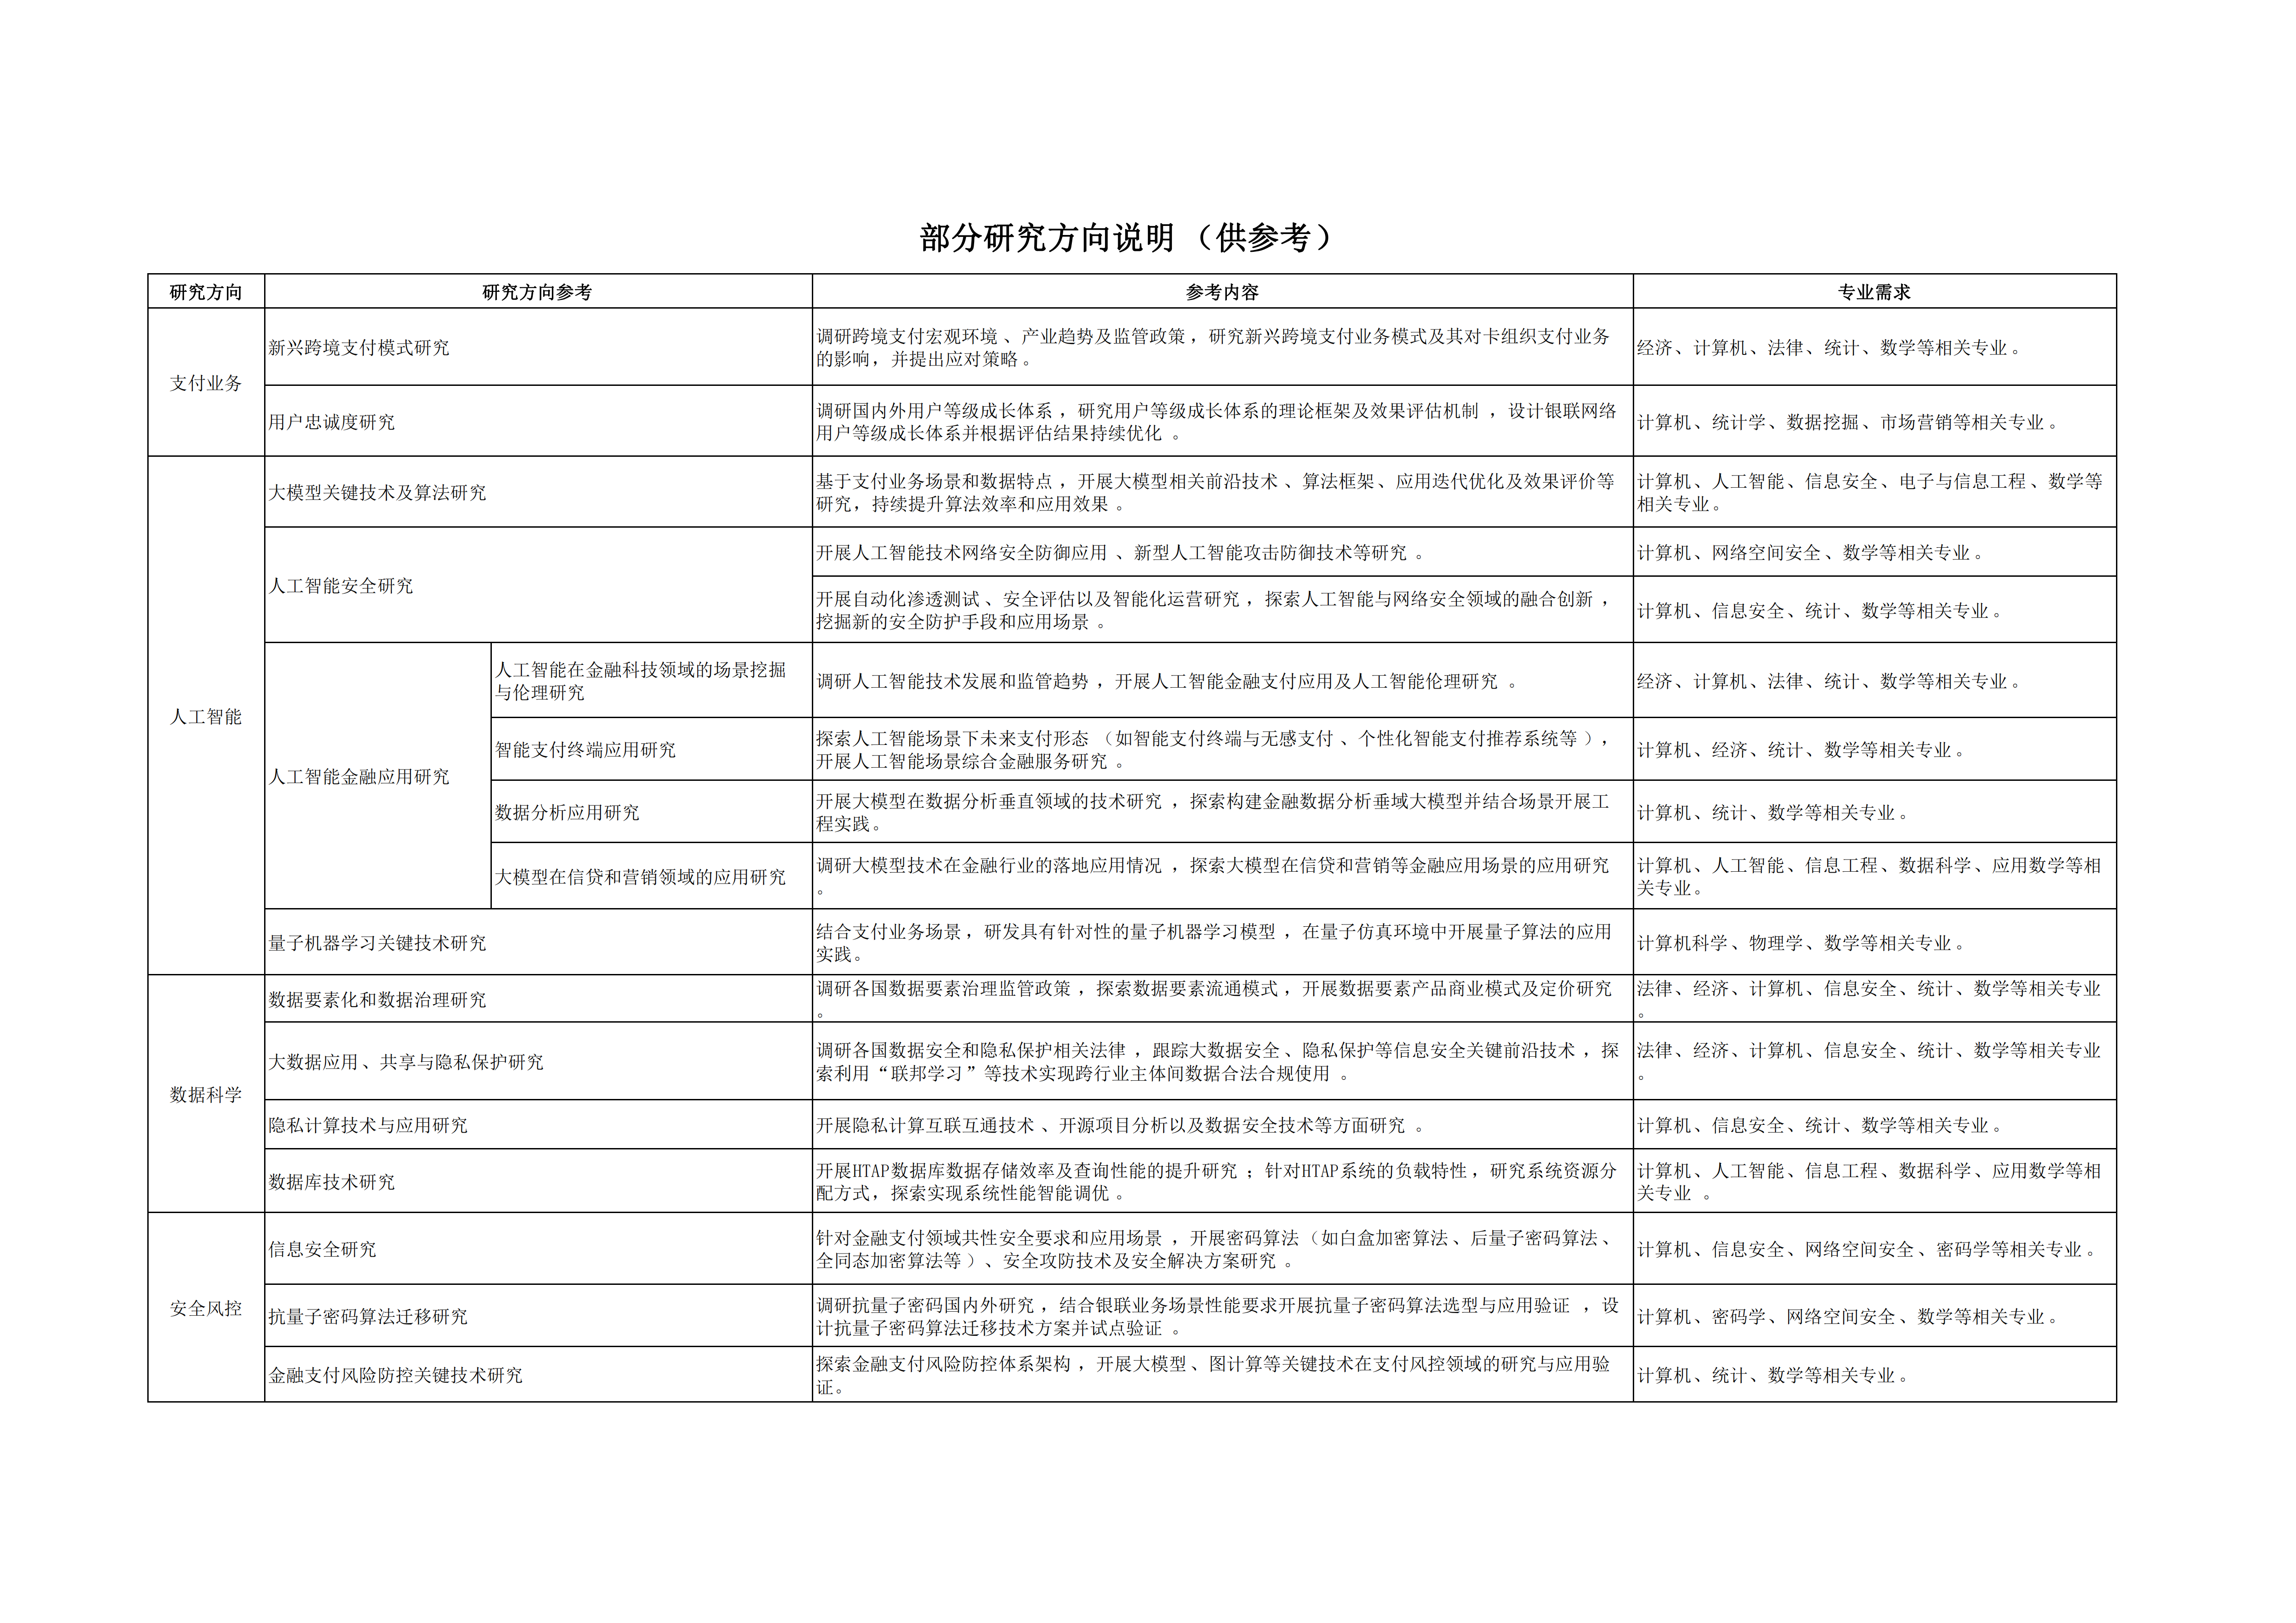 部分研究方向说明（供参考）
研究方向
研究方向参考
参考内容
专业需求
支付业务
新兴跨境支付模式研究
调研跨境支付宏观环境、产业趋势及监管政策，研究新兴跨境支付业务模式及其对卡组织支付业务
的影响，并提出应对策略。
经济、计算机、法律、统计、数学等相关专业。
用户忠诚度研究
调研国内外用户等级成长体系，研究用户等级成长体系的理论框架及效果评估机制，设计银联网络
用户等级成长体系并根据评估结果持续优化。
计算机、统计学、数据挖掘、市场营销等相关专业。
人工智能
大模型关键技术及算法研究
基于支付业务场景和数据特点，开展大模型相关前沿技术、算法框架、应用迭代优化及效果评价等
研究，持续提升算法效率和应用效果。
计算机、人工智能、信息安全、电子与信息工程、数学等
相关专业。
人工智能安全研究
开展人工智能技术网络安全防御应用、新型人工智能攻击防御技术等研究。
计算机、网络空间安全、数学等相关专业。
开展自动化渗透测试、安全评估以及智能化运营研究，探索人工智能与网络安全领域的融合创新，
挖掘新的安全防护手段和应用场景。
计算机、信息安全、统计、数学等相关专业。
人工智能金融应用研究
人工智能在金融科技领域的场景挖掘
与伦理研究
调研人工智能技术发展和监管趋势，开展人工智能金融支付应用及人工智能伦理研究。
经济、计算机、法律、统计、数学等相关专业。
智能支付终端应用研究
探索人工智能场景下未来支付形态（如智能支付终端与无感支付、个性化智能支付推荐系统等），
开展人工智能场景综合金融服务研究。
计算机、经济、统计、数学等相关专业。
数据分析应用研究
开展大模型在数据分析垂直领域的技术研究，探索构建金融数据分析垂域大模型并结合场景开展工
程实践。
计算机、统计、数学等相关专业。
大模型在信贷和营销领域的应用研究
调研大模型技术在金融行业的落地应用情况，探索大模型在信贷和营销等金融应用场景的应用研究
。
计算机、人工智能、信息工程、数据科学、应用数学等相
关专业。
量子机器学习关键技术研究
结合支付业务场景，研发具有针对性的量子机器学习模型，在量子仿真环境中开展量子算法的应用
实践。
计算机科学、物理学、数学等相关专业。
数据科学
数据要素化和数据治理研究
调研各国数据要素治理监管政策，探索数据要素流通模式，开展数据要素产品商业模式及定价研究
。
法律、经济、计算机、信息安全、统计、数学等相关专业
。
大数据应用、共享与隐私保护研究
调研各国数据安全和隐私保护相关法律，跟踪大数据安全、隐私保护等信息安全关键前沿技术，探
索利用“联邦学习”等技术实现跨行业主体间数据合法合规使用。
法律、经济、计算机、信息安全、统计、数学等相关专业
。
隐私计算技术与应用研究
开展隐私计算互联互通技术、开源项目分析以及数据安全技术等方面研究。
计算机、信息安全、统计、数学等相关专业。
数据库技术研究
开展HTAP数据库数据存储效率及查询性能的提升研究；针对HTAP系统的负载特性，研究系统资源分
配方式，探索实现系统性能智能调优。
计算机、人工智能、信息工程、数据科学、应用数学等相
关专业。
安全风控
信息安全研究
针对金融支付领域共性安全要求和应用场景，开展密码算法（如白盒加密算法、后量子密码算法、
全同态加密算法等）、安全攻防技术及安全解决方案研究。
计算机、信息安全、网络空间安全、密码学等相关专业。
抗量子密码算法迁移研究
调研抗量子密码国内外研究，结合银联业务场景性能要求开展抗量子密码算法选型与应用验证，设
计抗量子密码算法迁移技术方案并试点验证。
计算机、密码学、网络空间安全、数学等相关专业。
金融支付风险防控关键技术研究
探索金融支付风险防控体系架构，开展大模型、图计算等关键技术在支付风控领域的研究与应用验
证。
计算机、统计、数学等相关专业。